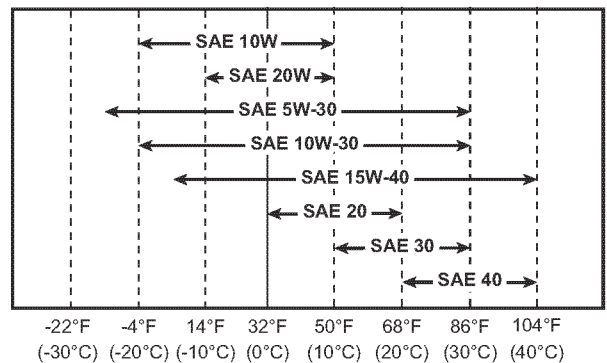 SAE 10W
SAE 20W
SAE 5W-30
SAE 10W-30
SAE 15W-40
SAE 20
SAE 30
SAE 40
-22°F -4°F 14°F 32°F 50°F 68°F 86°F 104°F
(-30°C) (-20°C) (-10°C) (0°C) (10°C) (20°C) (30°C) (40°C)